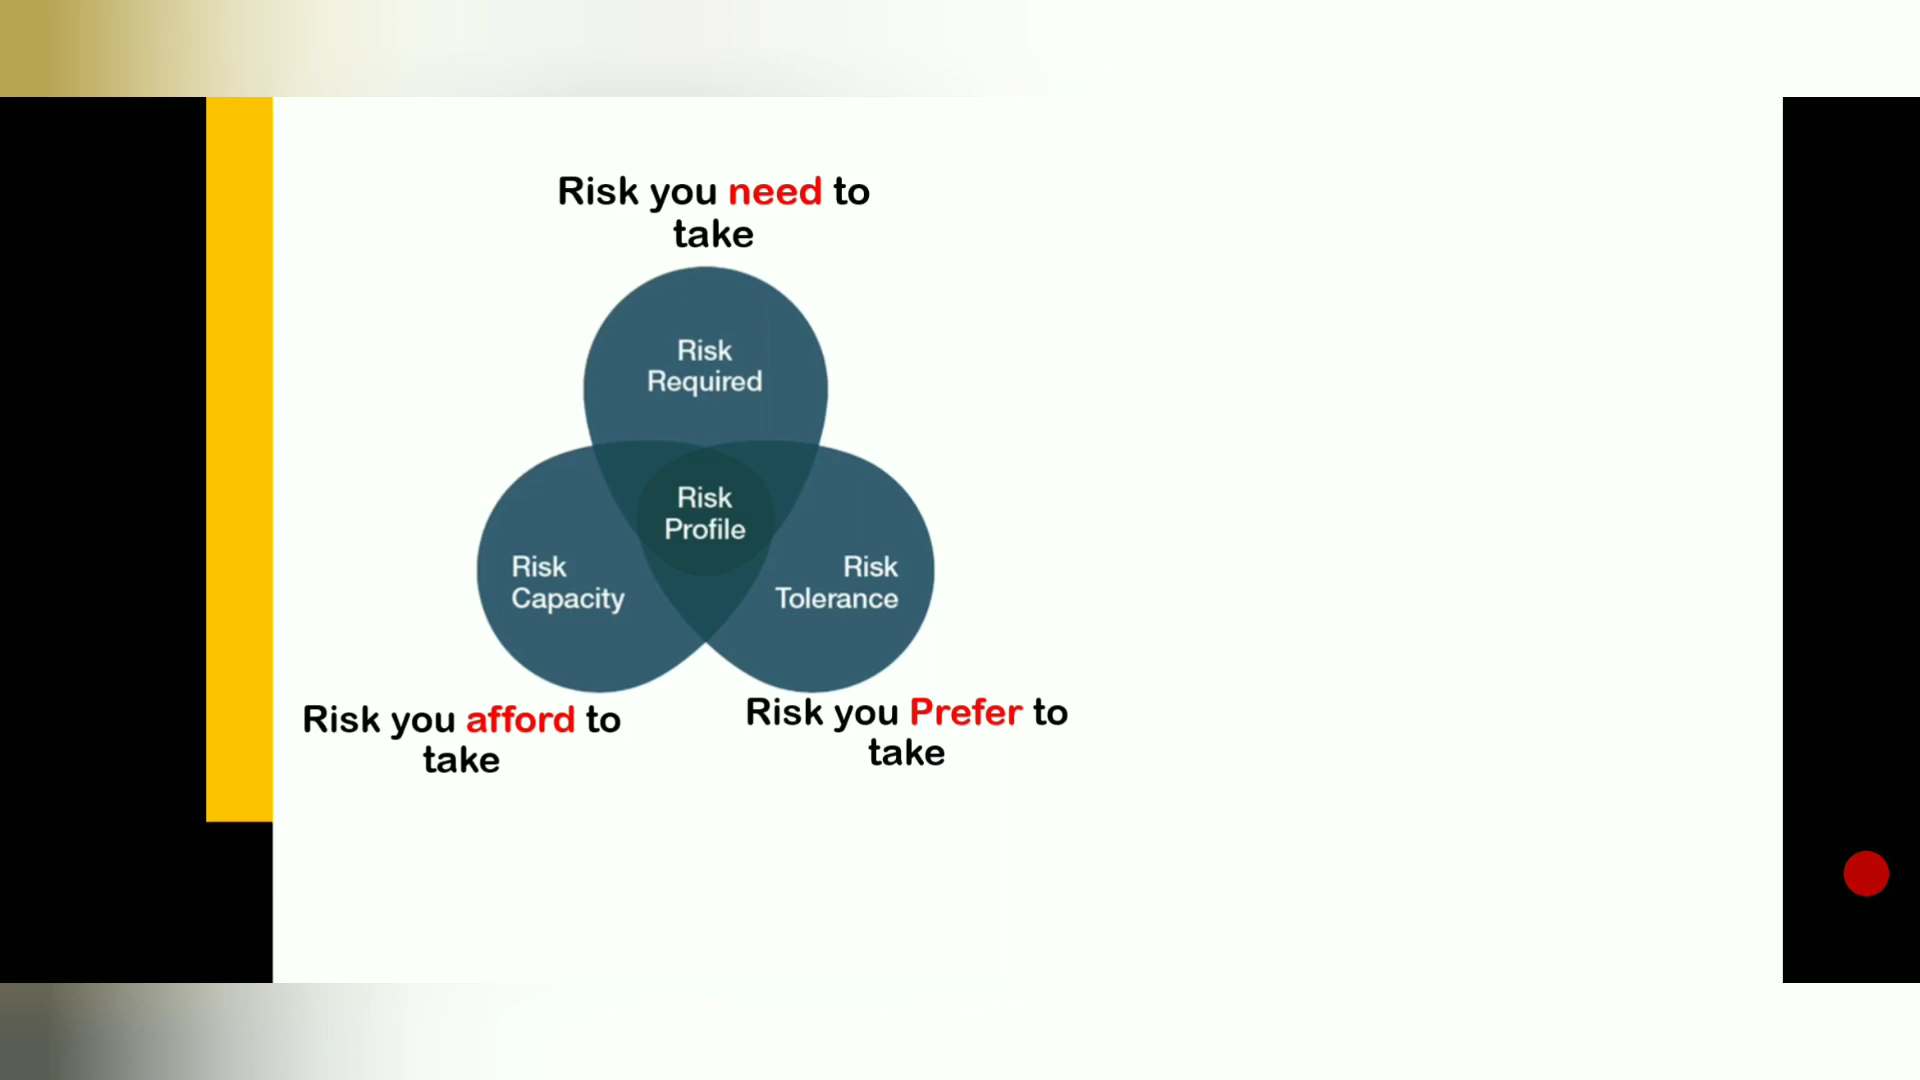 Risk you need to
take
Risk
Required
Risk
Profile
Risk
Capacity
Risk
Tolerance
Risk you afford to
take
Risk you Prefer to
take